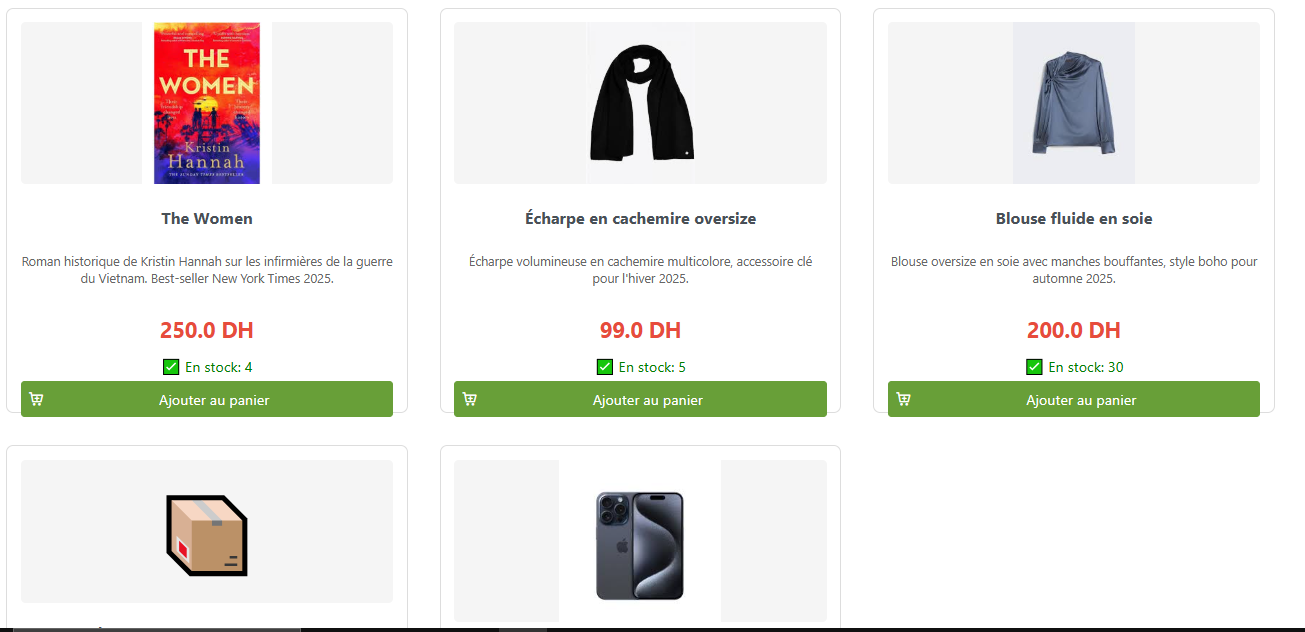 THE
WOMEN
Kristin
Hannah
THE SUNDAY TIMES BESTSELLER
The Women
Roman historique de Kristin Hannah sur les infirmières de la guerre
du Vietnam. Best-seller New York Times 2025.
250.0 DH
En stock: 4
Ajouter au panier
Écharpe en cachemire oversize
Écharpe volumineuse en cachemire multicolore, accessoire clé
pour l'hiver 2025.
99.0 DH
En stock: 5
Ajouter au panier
Blouse fluide en soie
Blouse oversize en soie avec manches bouffantes, style boho pour
automne 2025.
200.0 DH
En stock: 30
Ajouter au panier